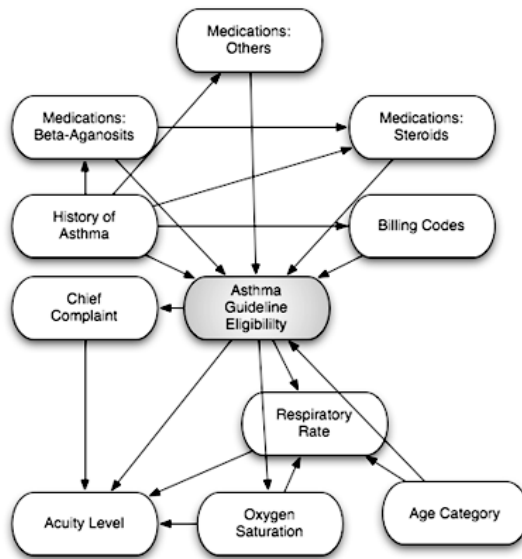 Medications:
Others
Medications:
Beta-Aganosits
Medications:
Steroids
History of
Asthma
Billing Codes
Chief
Complaint
Asthma
Guideline
Eligibililty
Respiratory
Rate
Acuity Level
Oxygen
Saturation
Age Category